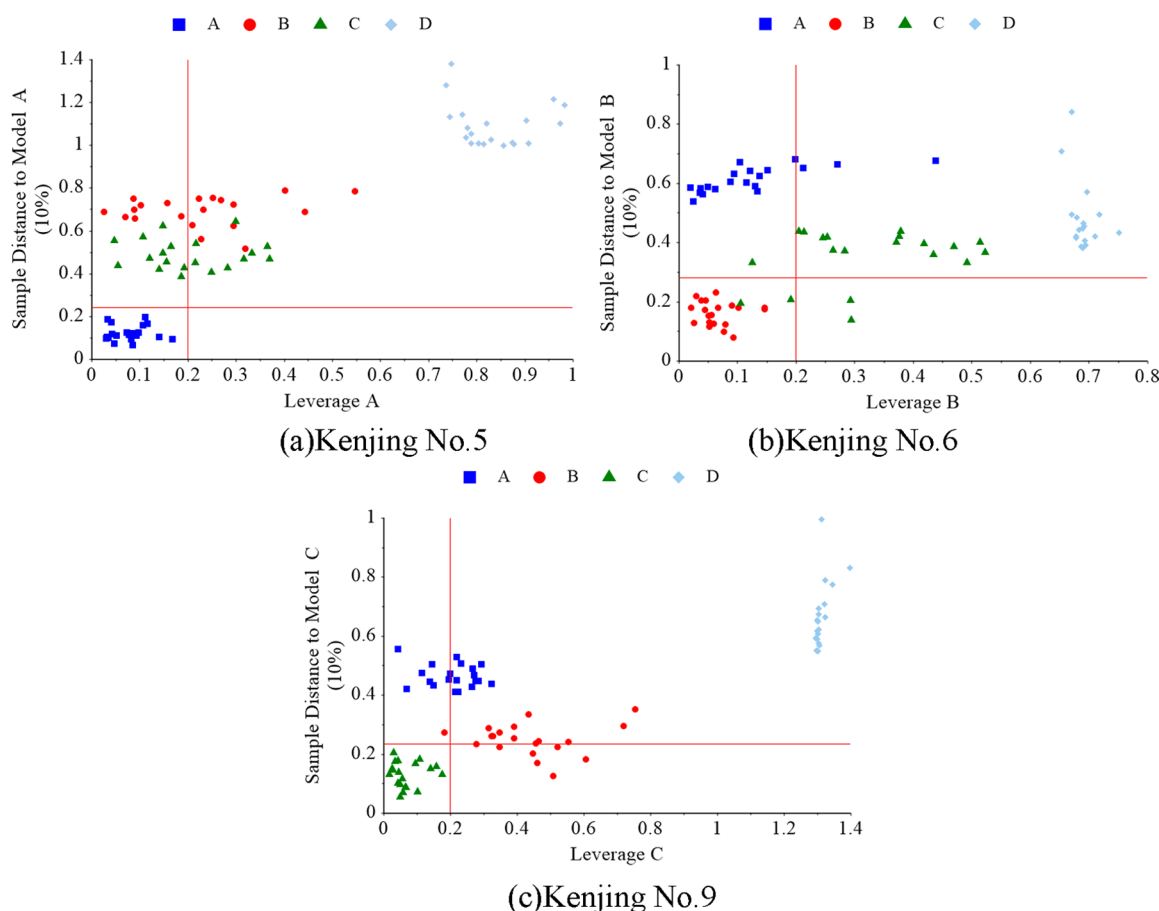 A B C D
Sample Distance to Model A
(10%)
1.4
1.2
1
0.8
0.6
0.4
0.2
0
0 0.1 0.2 0.3 0.4 0.5 0.6 0.7 0.8 0.9 1
Leverage A
(a)Kenjing No.5
A B C D
Sample Distance to Model B
(10%)
1
0.8
0.6
0.4
0.2
0
0 0.1 0.2 0.3 0.4 0.5 0.6 0.7 0.8
Leverage B
(b)Kenjing No.6
A B C D
Sample Distance to Model C
(10%)
1
0.8
0.6
0.4
0.2
0
0 0.2 0.4 0.6 0.8 1 1.2 1.4
Leverage C
(c)Kenjing No.9